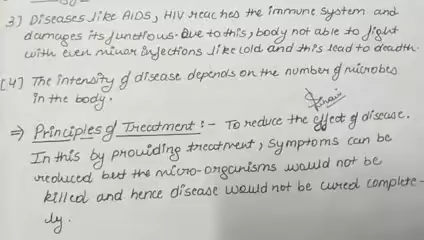 3) Diseases like AIDS, HIV reaches the immune system and
damages its functions. Due to this, body not able to fight
with even minor infections like cold and this lead to deadth.
[4] The intensity of disease depends on the number of microbes
in the body.
⇒ Principles of Treatment :- To reduce the effect of disease.
In this by providing treatment, symptoms can be
reduced but the micro-organisms would not be
killed and hence disease would not be cured complete-
ly.